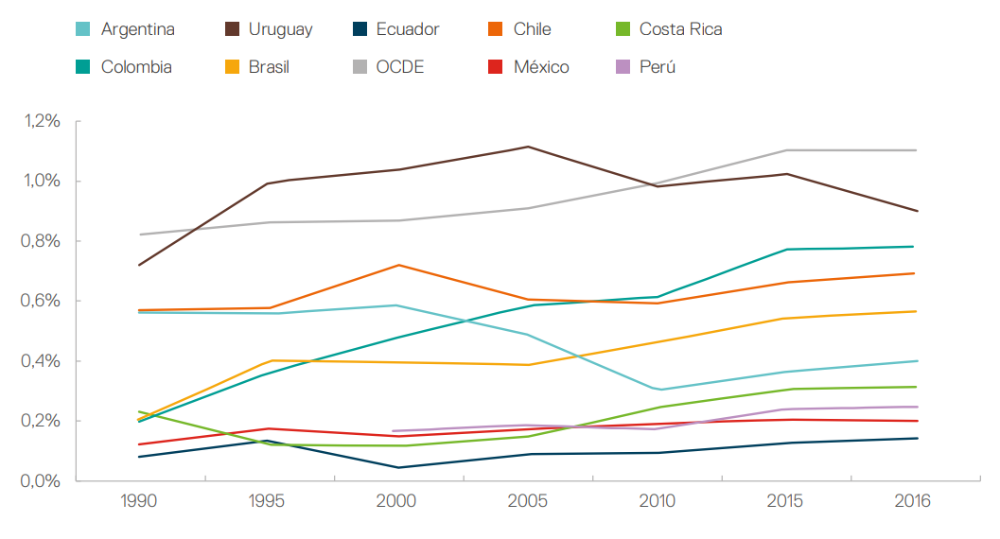 Argentina Uruguay Ecuador Chile Costa Rica
Colombia Brasil OCDE México Perú
1,2%
1,0%
0,8%
0,6%
0,4%
0,2%
0,0%
1990 1995 2000 2005 2010 2015 2016